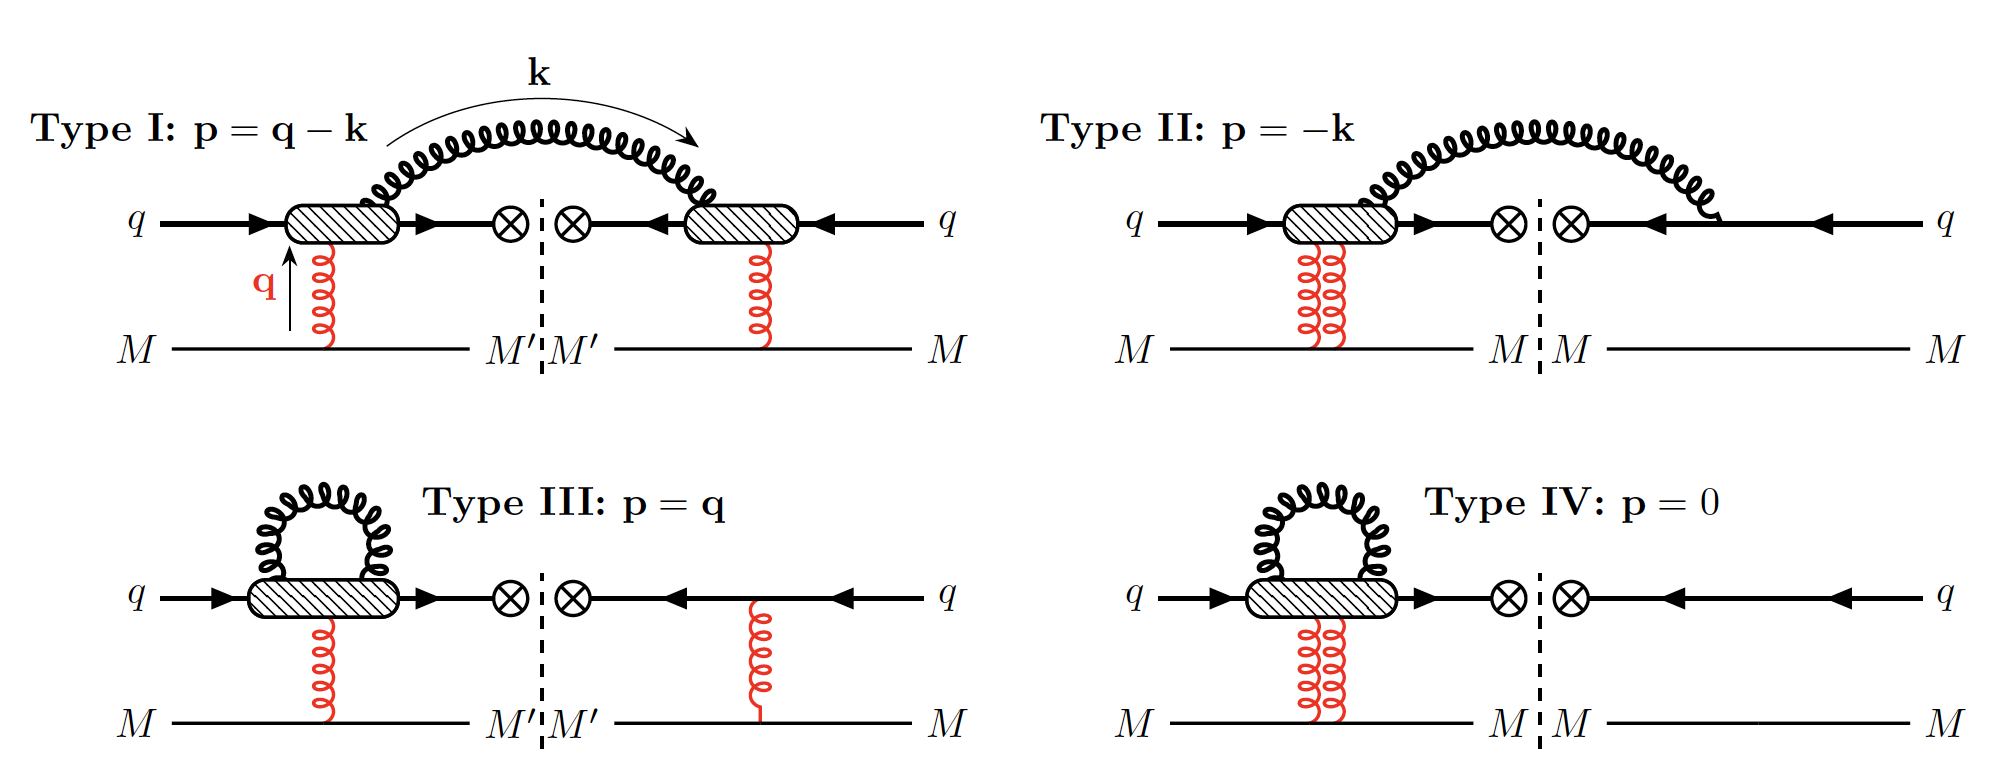 k
Type I: p = q − k
Type II: p = −k
q q q q
q
M M′ M′ M M M M M
Type III: p = q
Type IV: p = 0
q q q q
M M′ M′ M M M M M